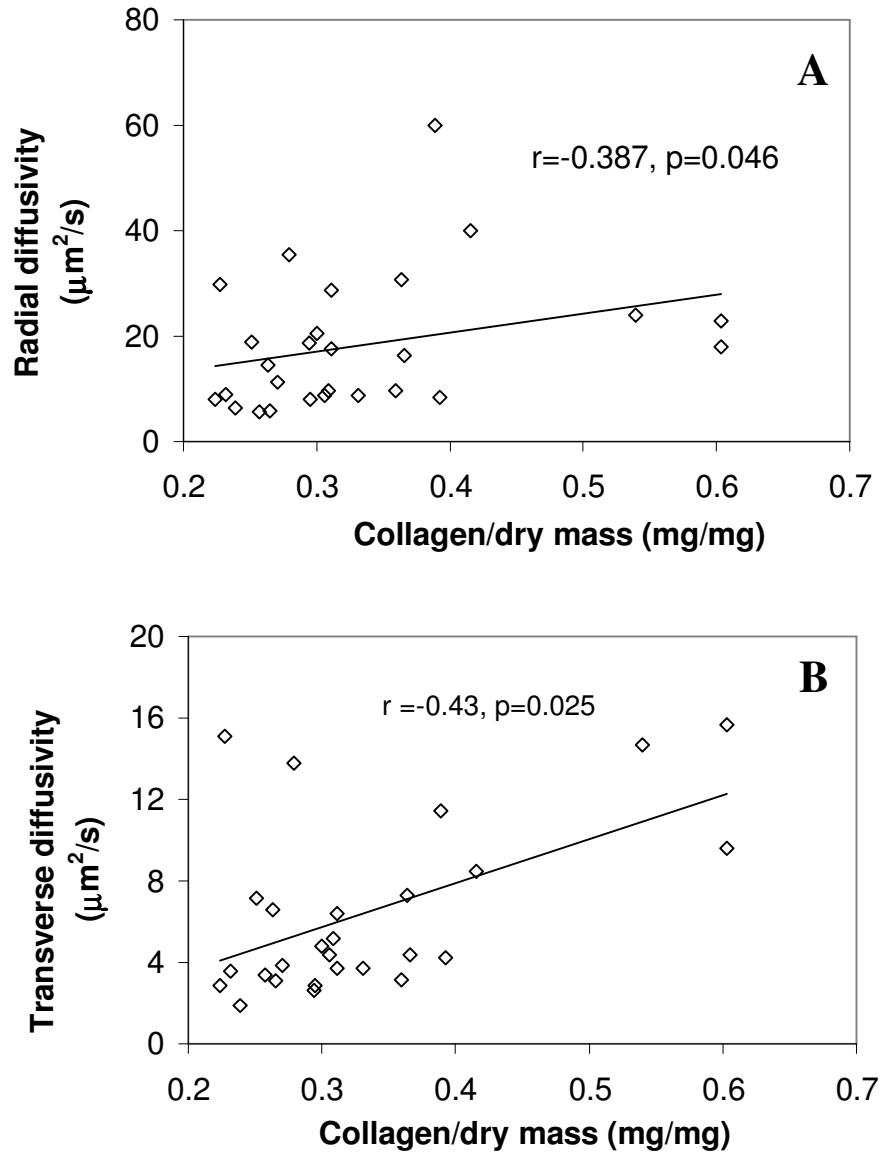 A
r=-0.387, p=0.046
80
60
40
20
0
Radial diffusivity
(μm²/s)
0.2 0.3 0.4 0.5 0.6 0.7
Collagen/dry mass (mg/mg)
B
r =-0.43, p=0.025
20
16
12
8
4
0
Transverse diffusivity
(μm²/s)
0.2 0.3 0.4 0.5 0.6 0.7
Collagen/dry mass (mg/mg)